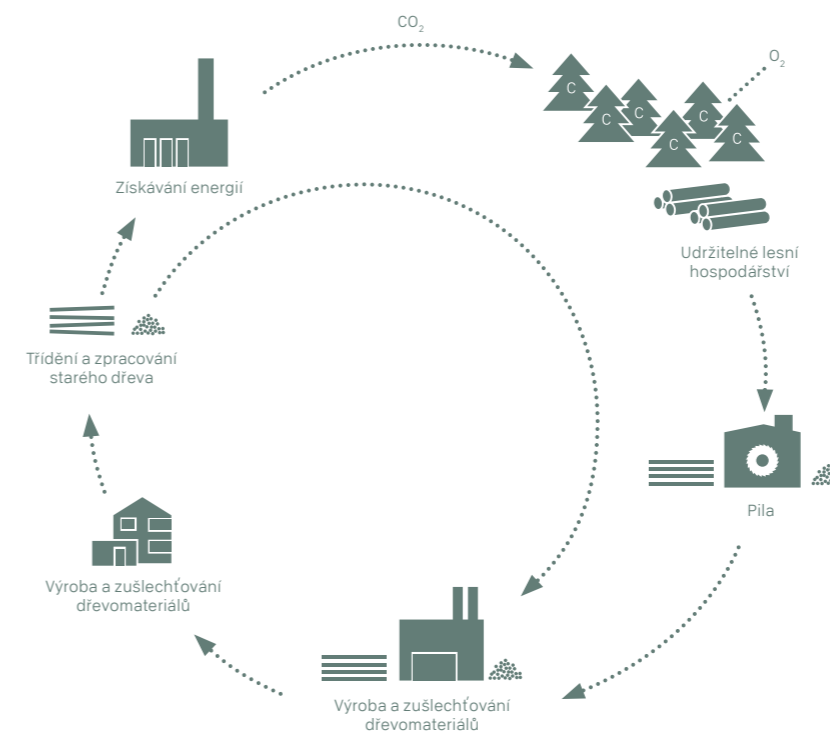 CO₂
O₂
C
C
C
C
C
C
Získávání energií
Udržitelné lesní
hospodářství
Třídění a zpracování
starého dřeva
Pila
Výroba a zušlechťování
dřevomateriálů
Výroba a zušlechťování
dřevomateriálů